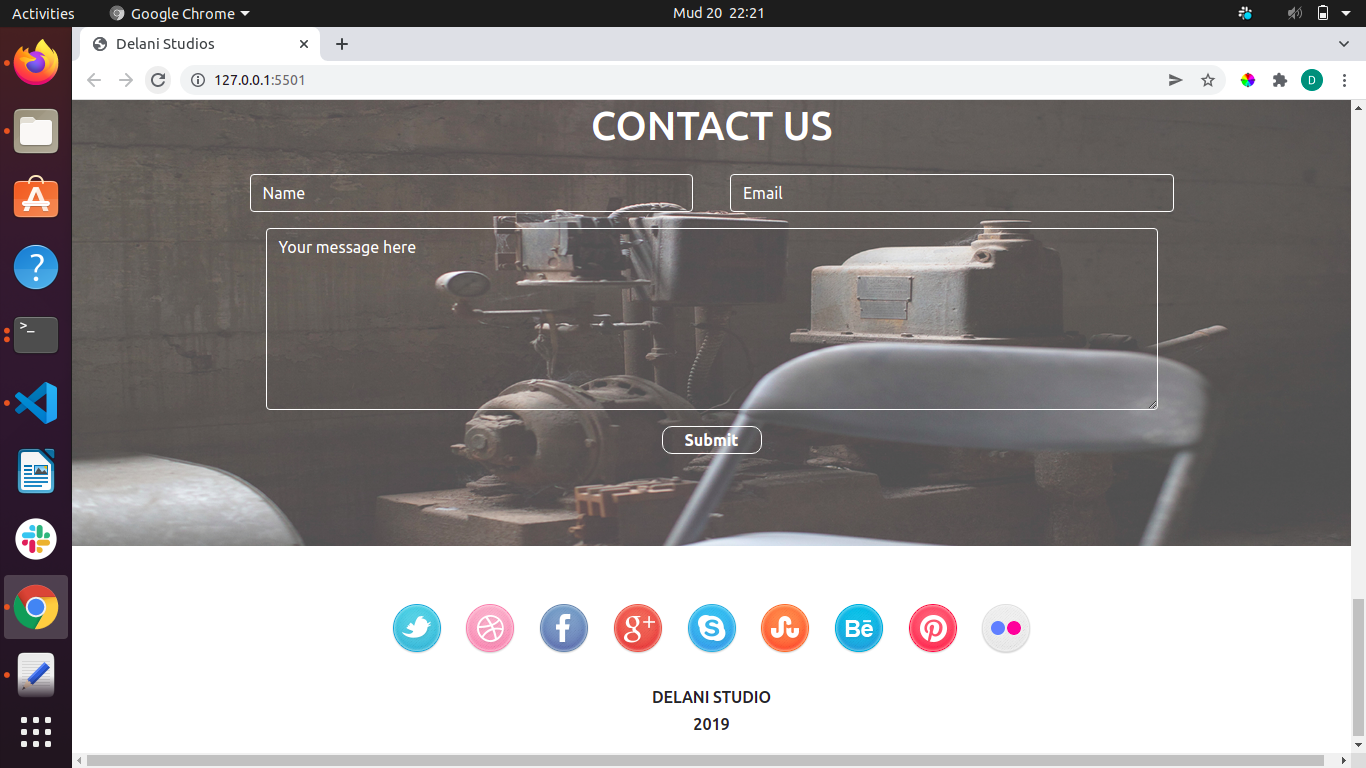 Activities Google Chrome Mud 20 22:21
Delani Studios
127.0.0.1:5501 D
CONTACT US
Name Email
Your message here
Submit
DELANI STUDIO
2019